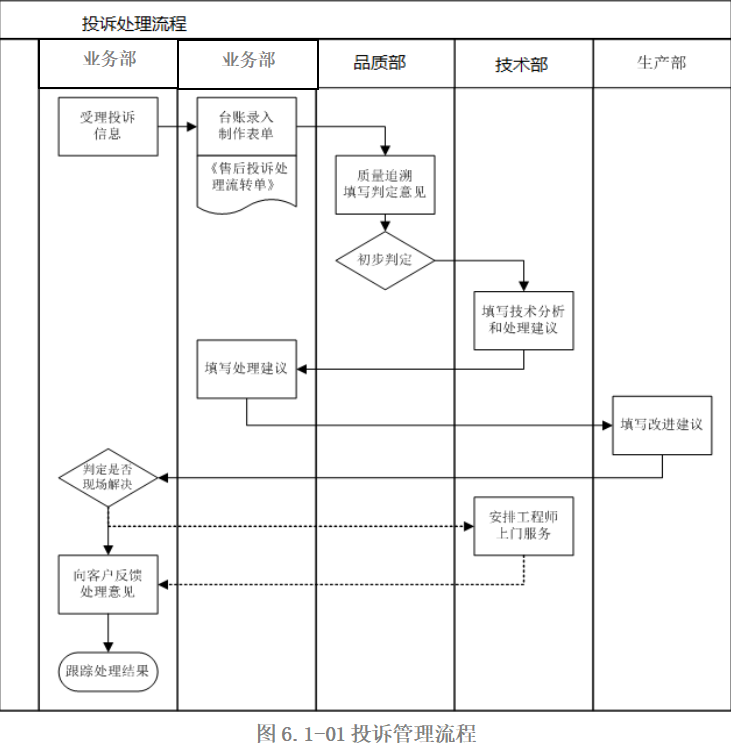 投诉处理流程
业务部
业务部
品质部
技术部
生产部
受理投诉
信息
台账录入
制作表单
《售后投诉处
理流转单》
质量追溯
填写判定意见
初步判定
填写技术分析
和处理建议
填写处理建议
填写改进建议
判定是否
现场解决
安排工程师
上门服务
向客户反馈
处理意见
跟踪处理结果
图 6.1-01 投诉管理流程